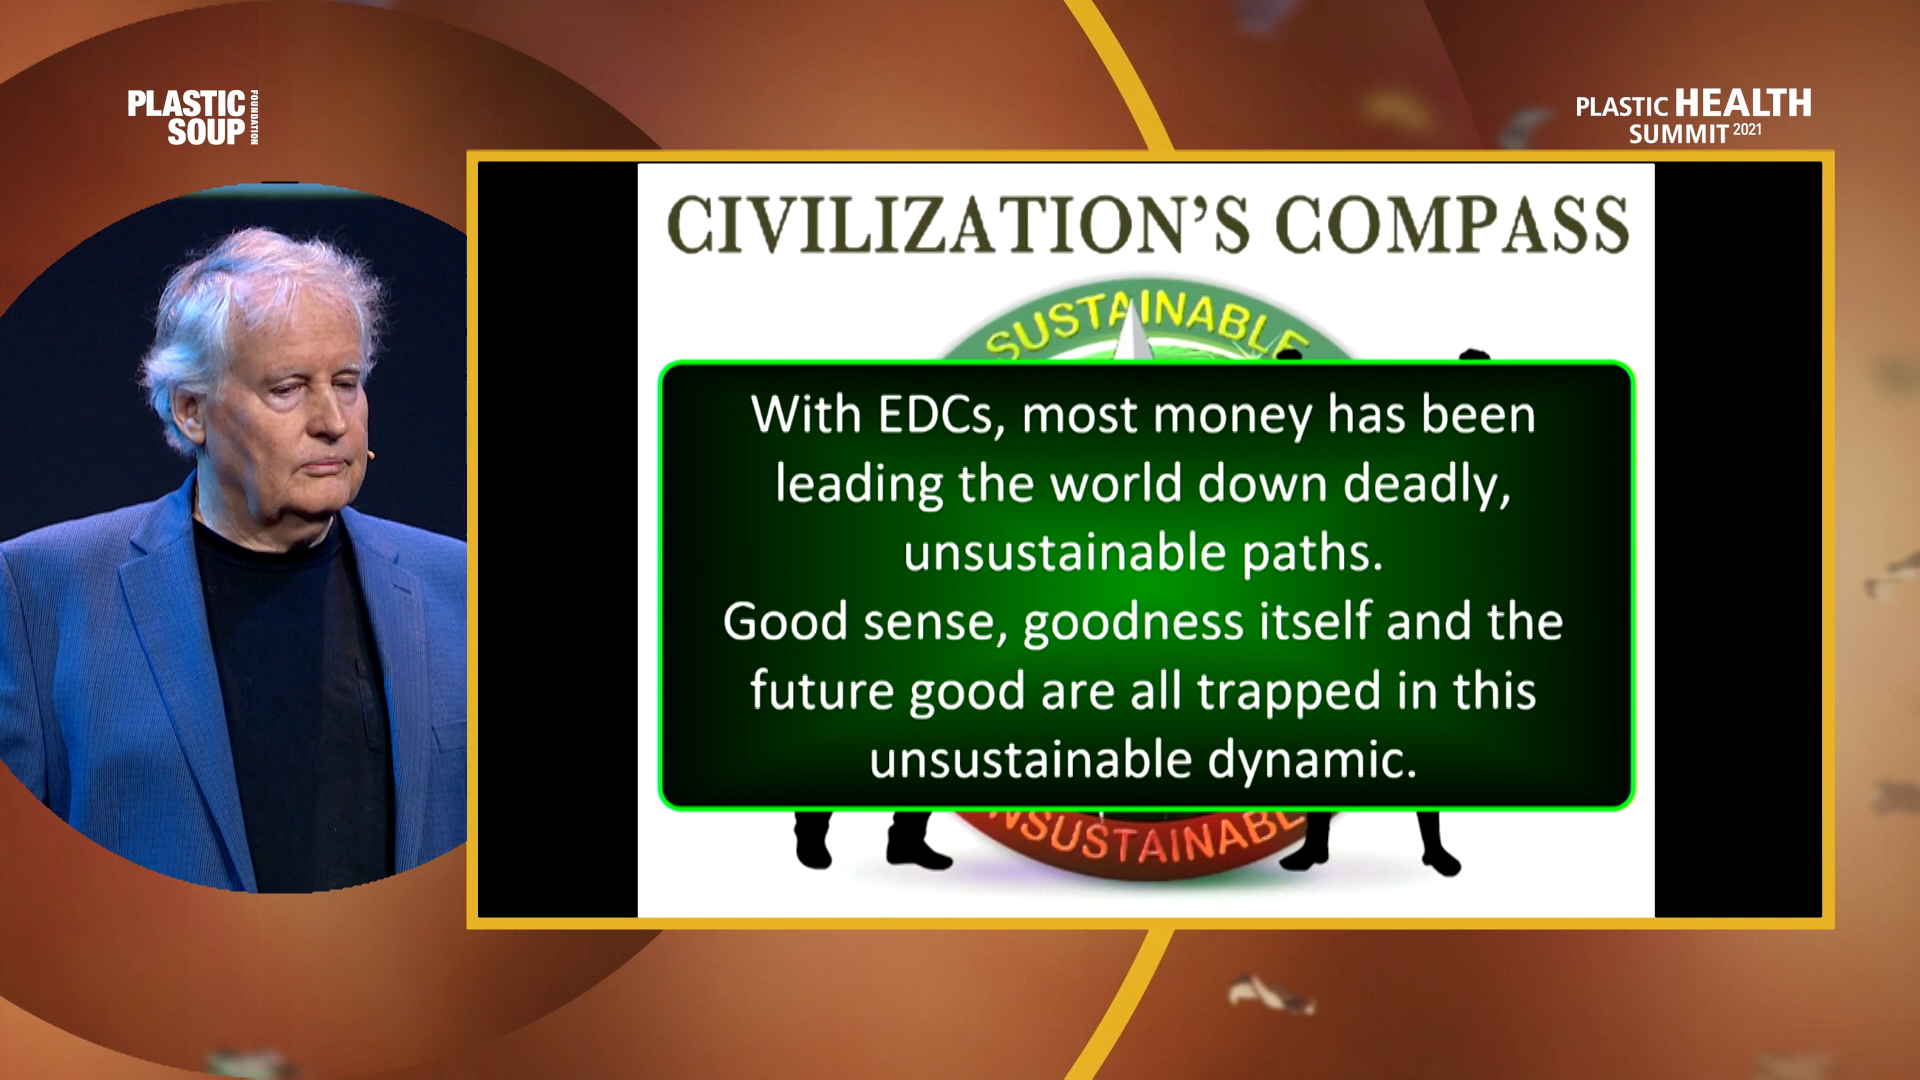 PLASTIC
SOUP
FOUNDATION
PLASTIC HEALTH
SUMMIT 2021
CIVILIZATION'S COMPASS
SUSTAINABLE
With EDCs, most money has been
leading the world down deadly,
unsustainable paths.
Good sense, goodness itself and the
future good are all trapped in this
unsustainable dynamic.
NSUSTAINABL